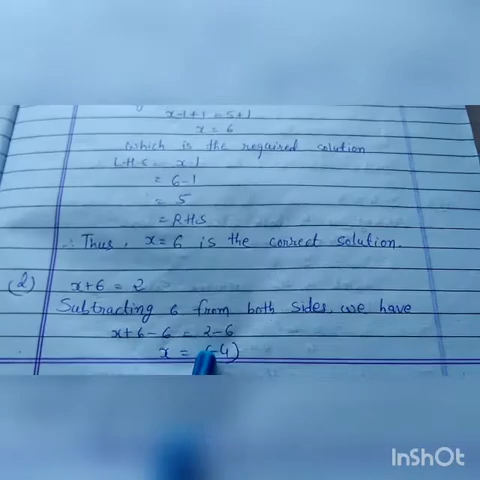 x-1+1 = 5+1
x = 6
which is the required solution
L.H.S = x-1
= 6-1
= 5
= R.H.S
∴ Thus, x = 6 is the correct solution.
(d) x+6 = 2
Subtracting 6 from both sides, we have
x+6-6 = 2-6
x = (-4)
InShOt